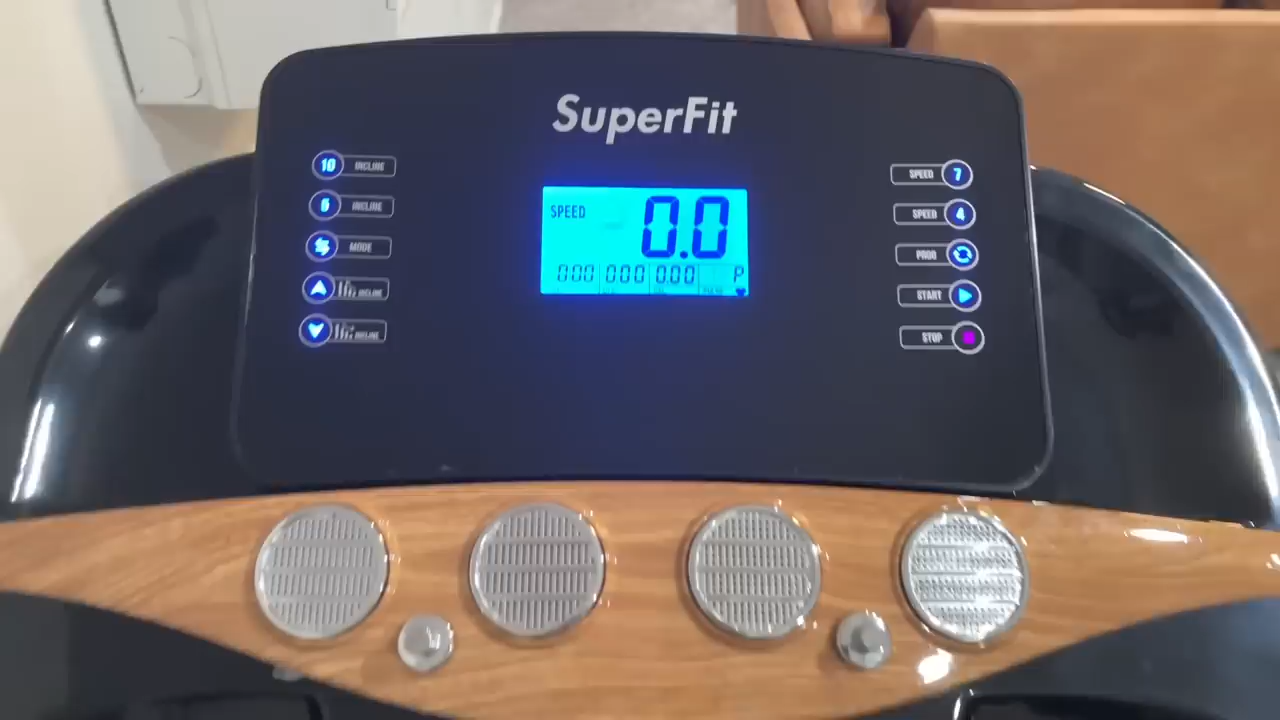 SuperFit
10 INCLINE
5 INCLINE
MODE
INCLINE
INCLINE
SPEED 0.0
0:00 0.00 0.00 P
SPEED 7
SPEED 4
PROG
START
STOP